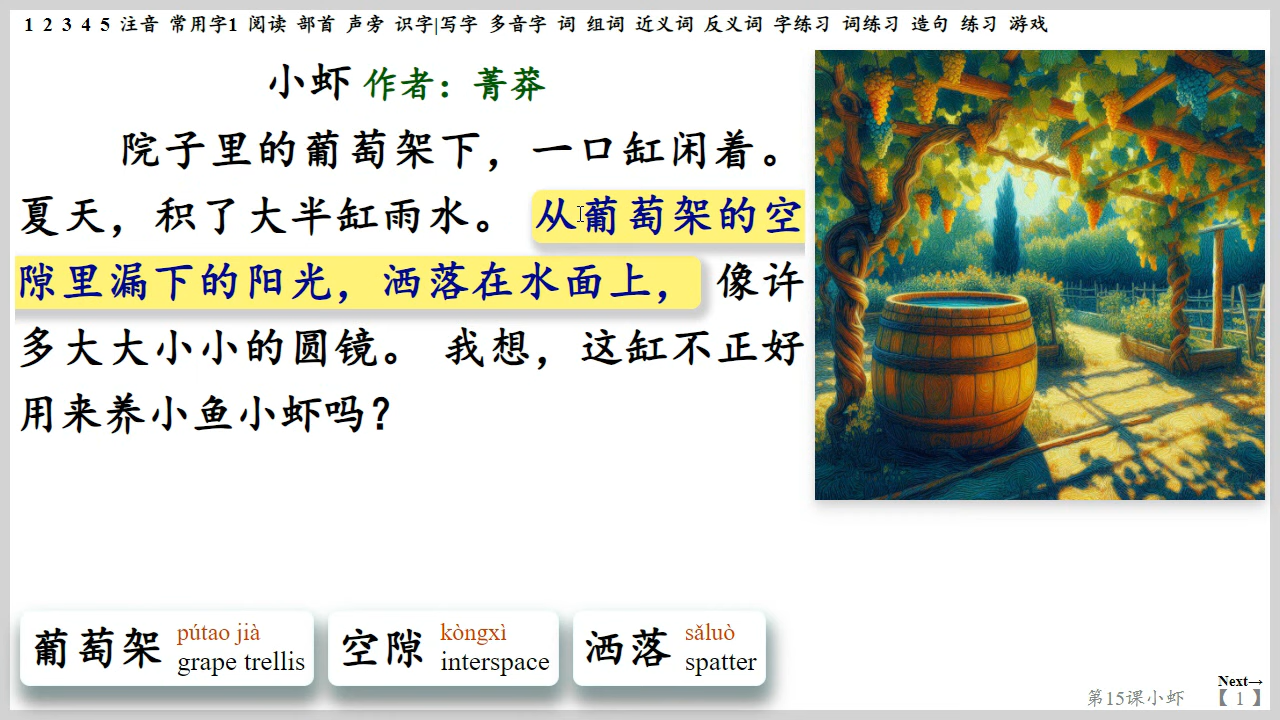 1 2 3 4 5 注音 常用字1 阅读 部首 声旁 识字|写字 多音字 词 组词 近义词 反义词 字练习 词练习 造句 练习 游戏
小虾 作者：菁莽
院子里的葡萄架下，一口缸闲着。
夏天，积了大半缸雨水。从葡萄架的空
隙里漏下的阳光，洒落在水面上，像许
多大大小小的圆镜。我想，这缸不正好
用来养小鱼小虾吗？
葡萄架 pútao jià grape trellis
空隙 kòngxì interspace
洒落 sǎluò spatter
Next→
第15课小虾 【 1 】